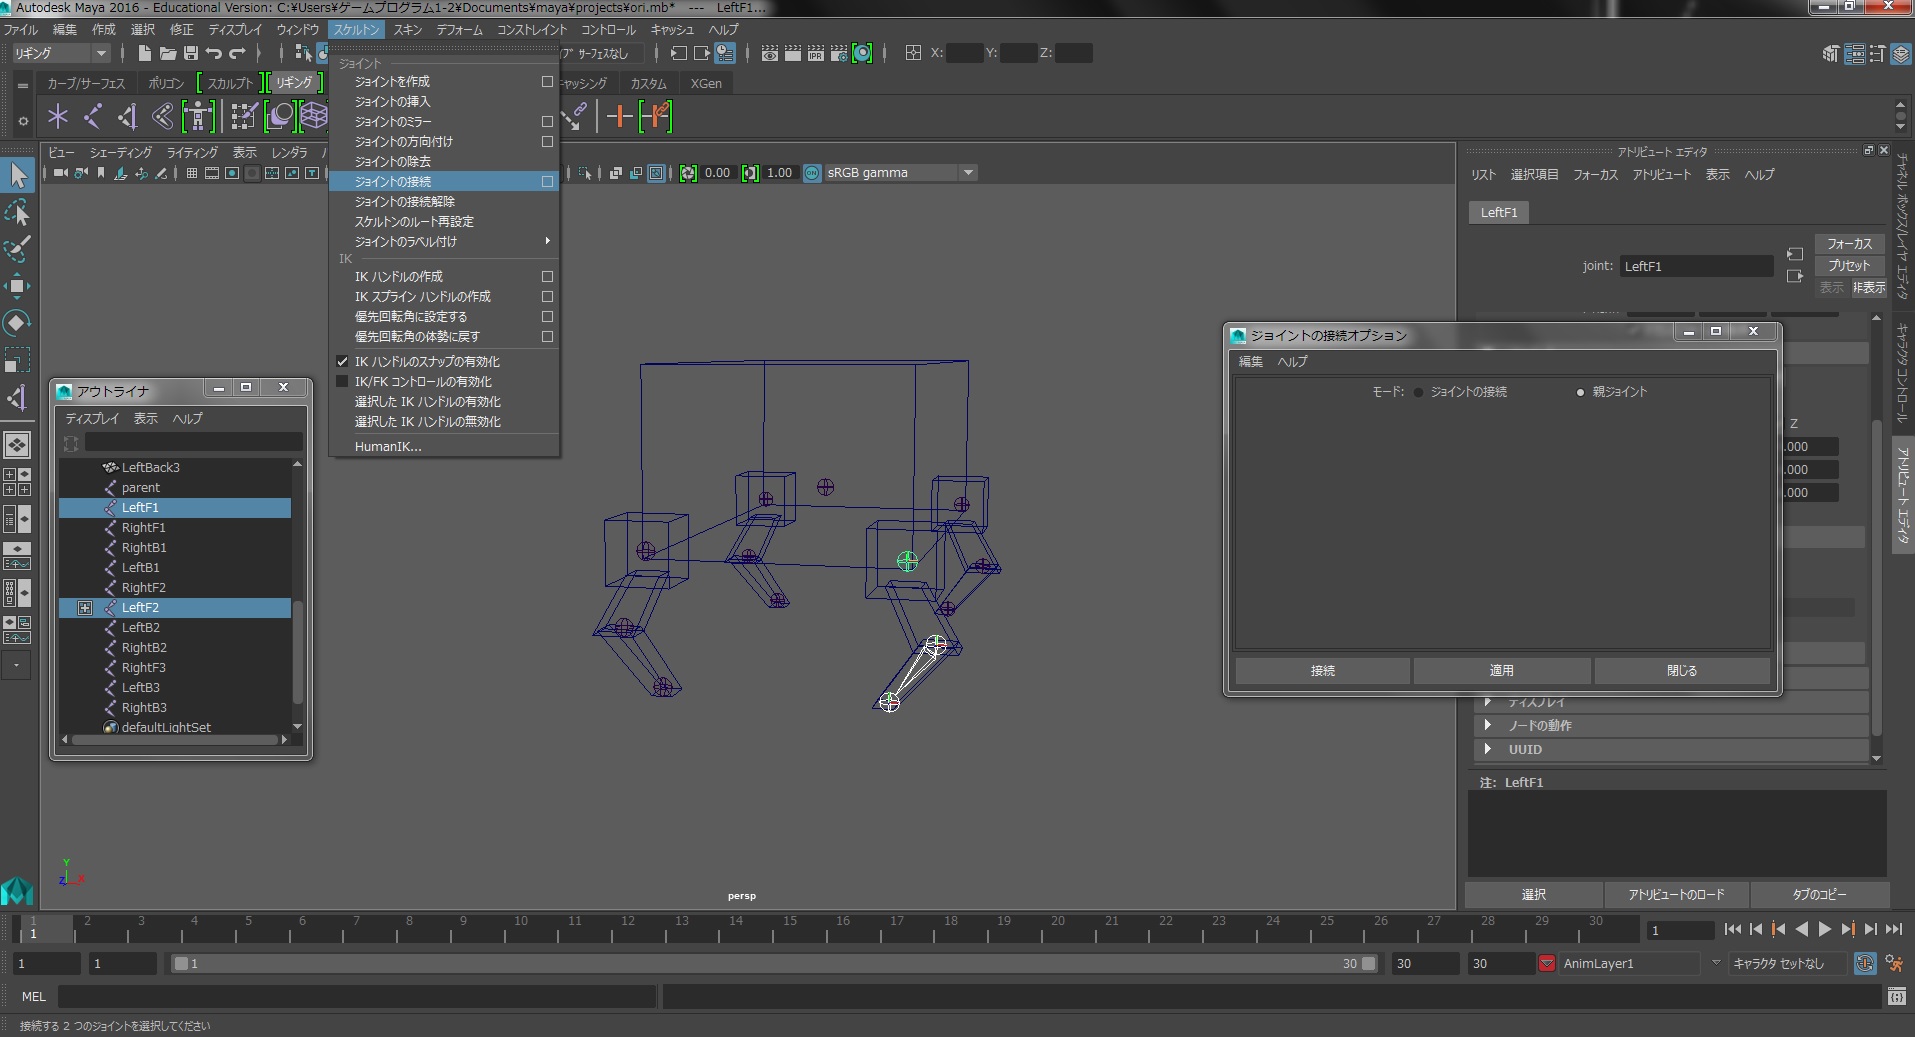 Autodesk Maya 2016 - Educational Version: C:¥Users¥ゲームプログラム1-2¥Documents¥maya¥projects¥ori.mb* --- LeftF1...
ファイル 編集 作成 選択 修正 ディスプレイ ウィンドウ スケルトン スキン デフォーム コンストレイント コントロール キャッシュ ヘルプ
リギング
サーフェスなし
X:
Y:
Z:
カーブ/サーフェス ポリゴン スカルプト リギング
キャッシング カスタム XGen
ビュー シェーディング ライティング 表示 レンダラ
0.00
1.00
sRGB gamma
ジョイント
ジョイントを作成
ジョイントの挿入
ジョイントのミラー
ジョイントの方向付け
ジョイントの除去
ジョイントの接続
ジョイントの接続解除
スケルトンのルート再設定
ジョイントのラベル付け
IK
IK ハンドルの作成
IK スプライン ハンドルの作成
優先回転角に設定する
優先回転角の体勢に戻す
IK ハンドルのスナップの有効化
IK/FK コントロールの有効化
選択した IK ハンドルの有効化
選択した IK ハンドルの無効化
HumanIK...
アウトライナ
ディスプレイ 表示 ヘルプ
LeftBack3
parent
LeftF1
RightF1
RightB1
LeftB1
RightF2
LeftF2
LeftB2
RightB2
RightF3
LeftB3
RightB3
defaultLightSet
Y
Z
X
persp
アトリビュート エディタ
リスト 選択項目 フォーカス アトリビュート 表示 ヘルプ
LeftF1
joint: LeftF1
フォーカス
プリセット
表示 非表示
ジョイントの接続オプション
編集 ヘルプ
モード: ジョイントの接続 親ジョイント
接続 適用 閉じる
Z
.000
.000
.000
ディスプレイ
ノードの動作
UUID
注: LeftF1
選択 アトリビュートのロード タブのコピー
チャネル ボックス/レイヤ エディタ
キャラクタ コントロール
アトリビュート エディタ
1 2 3 4 5 6 7 8 9 10 11 12 13 14 15 16 17 18 19 20 21 22 23 24 25 26 27 28 29 30
1
1
1 1 1 30 30 30 AnimLayer1 キャラクタ セットなし
MEL
接続する 2 つのジョイントを選択してください